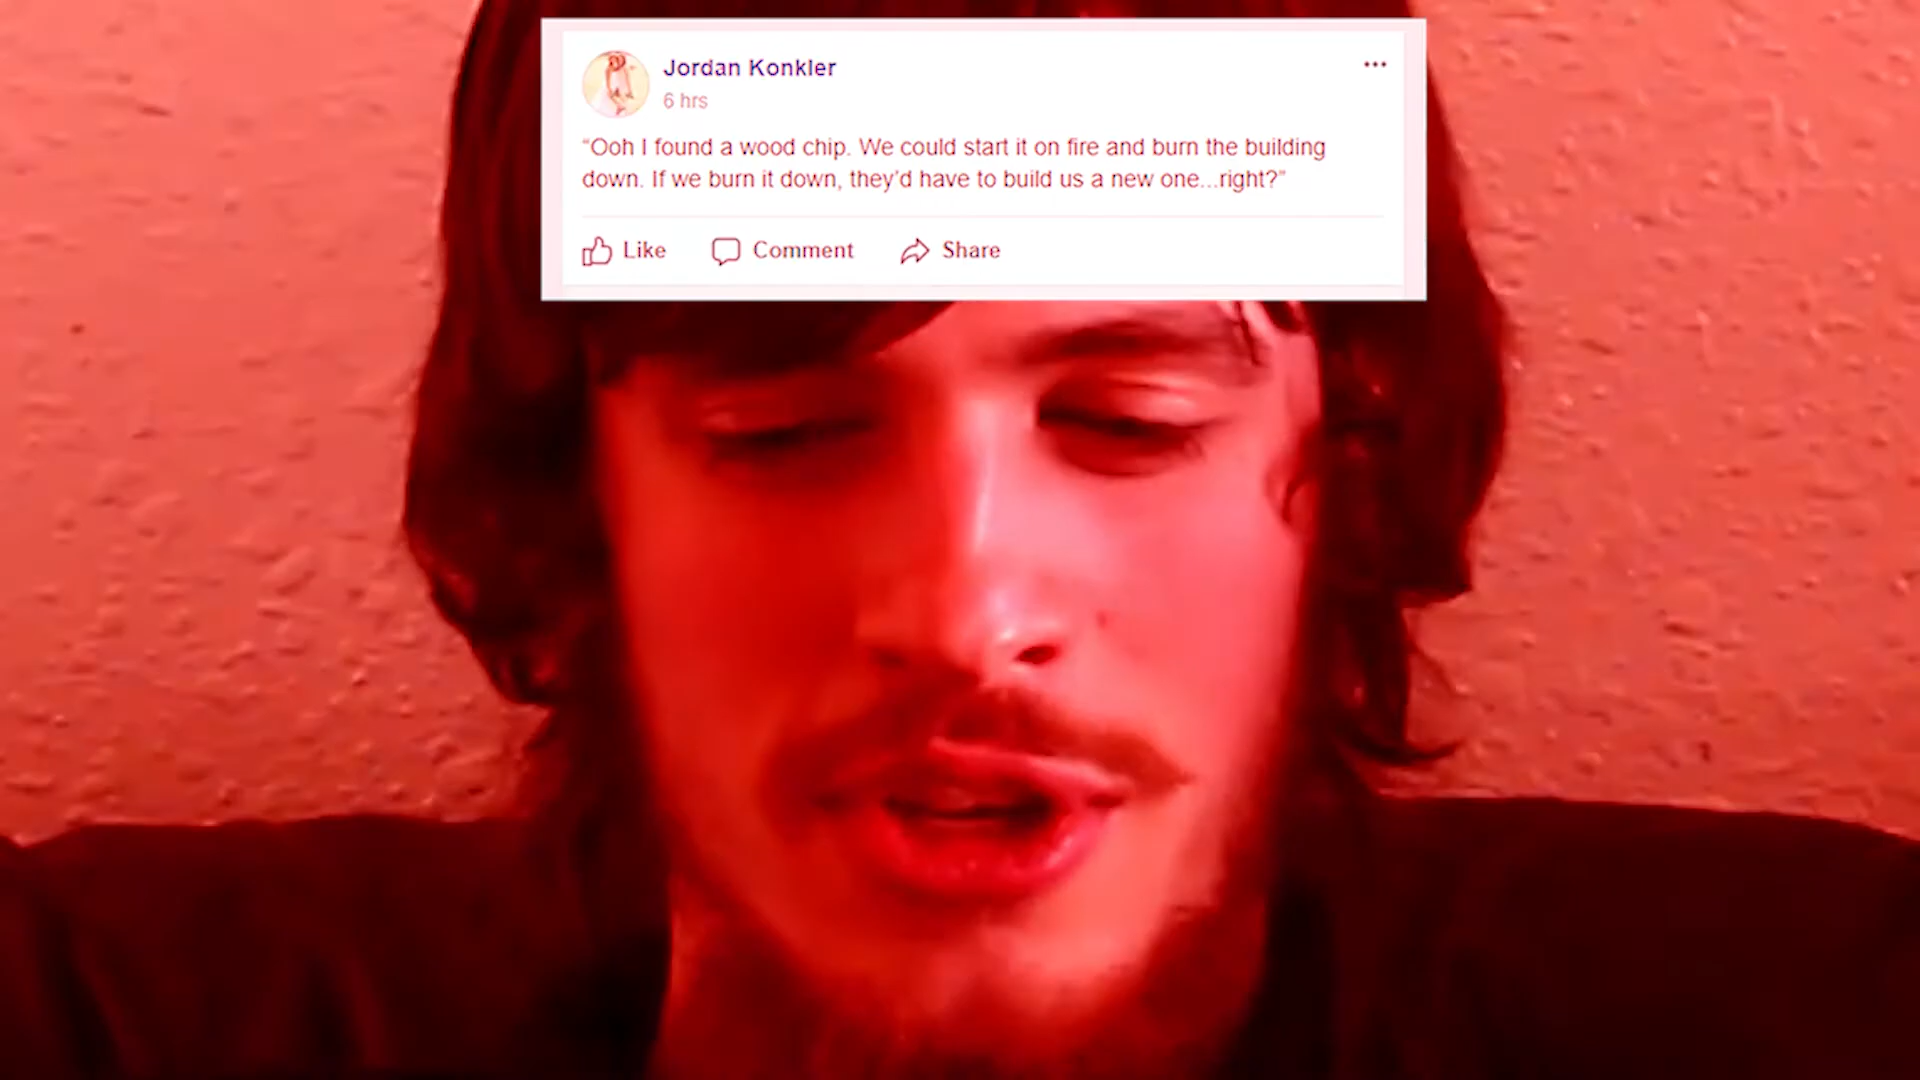 Jordan Konkler
6 hrs
“Ooh I found a wood chip. We could start it on fire and burn the building
down. If we burn it down, they’d have to build us a new one...right?”
Like Comment Share